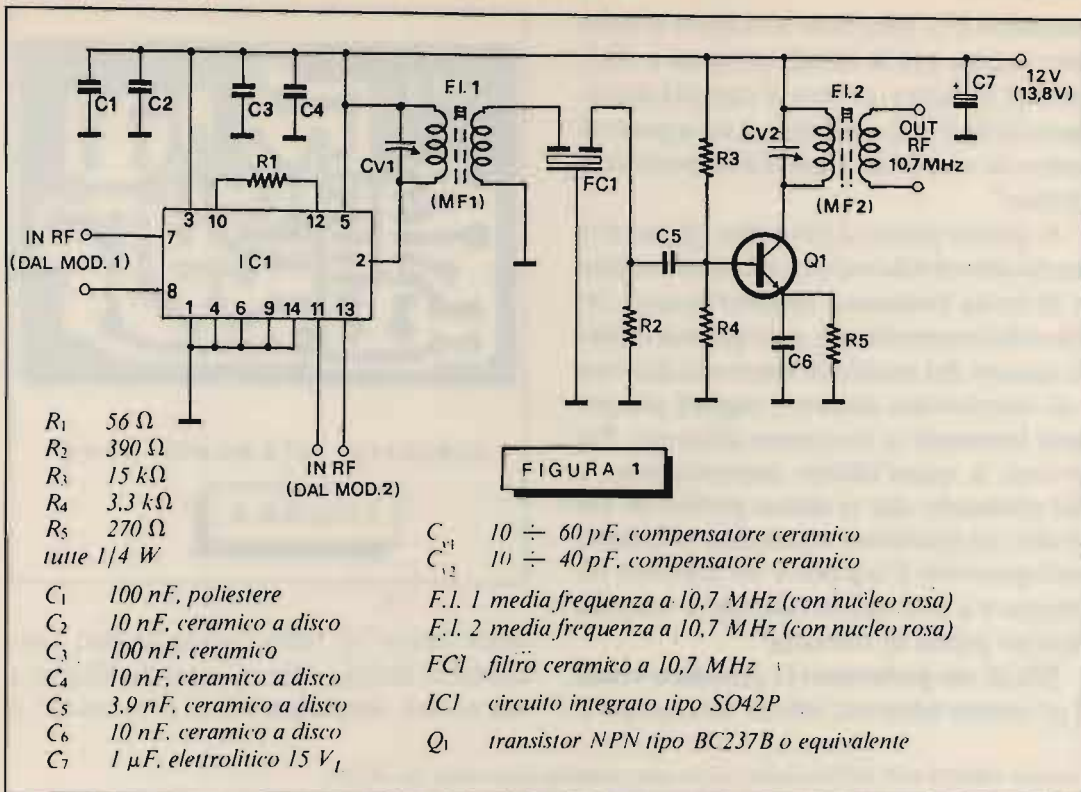 C1
C2
C3
C4
R1
F.I.1
CV1
(MF1)
FC1
R3
CV2
F.I.2
(MF2)
OUT
RF
10,7 MHz
+
C7
12 V
(13,8V)
3
10
12
5
IN RF
(DAL MOD. 1)
7
8
IC1
2
1
4
6
9
14
11
13
C5
Q1
R2
R4
C6
R5
IN RF
(DAL MOD.2)
FIGURA 1
R1 56 Ω
R2 390 Ω
R3 15 kΩ
R4 3,3 kΩ
R5 270 Ω
tutte 1/4 W
C1 100 nF, poliestere
C2 10 nF, ceramico a disco
C3 100 nF, ceramico
C4 10 nF, ceramico a disco
C5 3,9 nF, ceramico a disco
C6 10 nF, ceramico a disco
C7 1 μF, elettrolitico 15 Vl
Cv1 10 ÷ 60 pF, compensatore ceramico
Cv2 10 ÷ 40 pF, compensatore ceramico
F.I. 1 media frequenza a 10,7 MHz (con nucleo rosa)
F.I. 2 media frequenza a 10,7 MHz (con nucleo rosa)
FC1 filtro ceramico a 10,7 MHz
IC1 circuito integrato tipo SO42P
Q1 transistor NPN tipo BC237B o equivalente